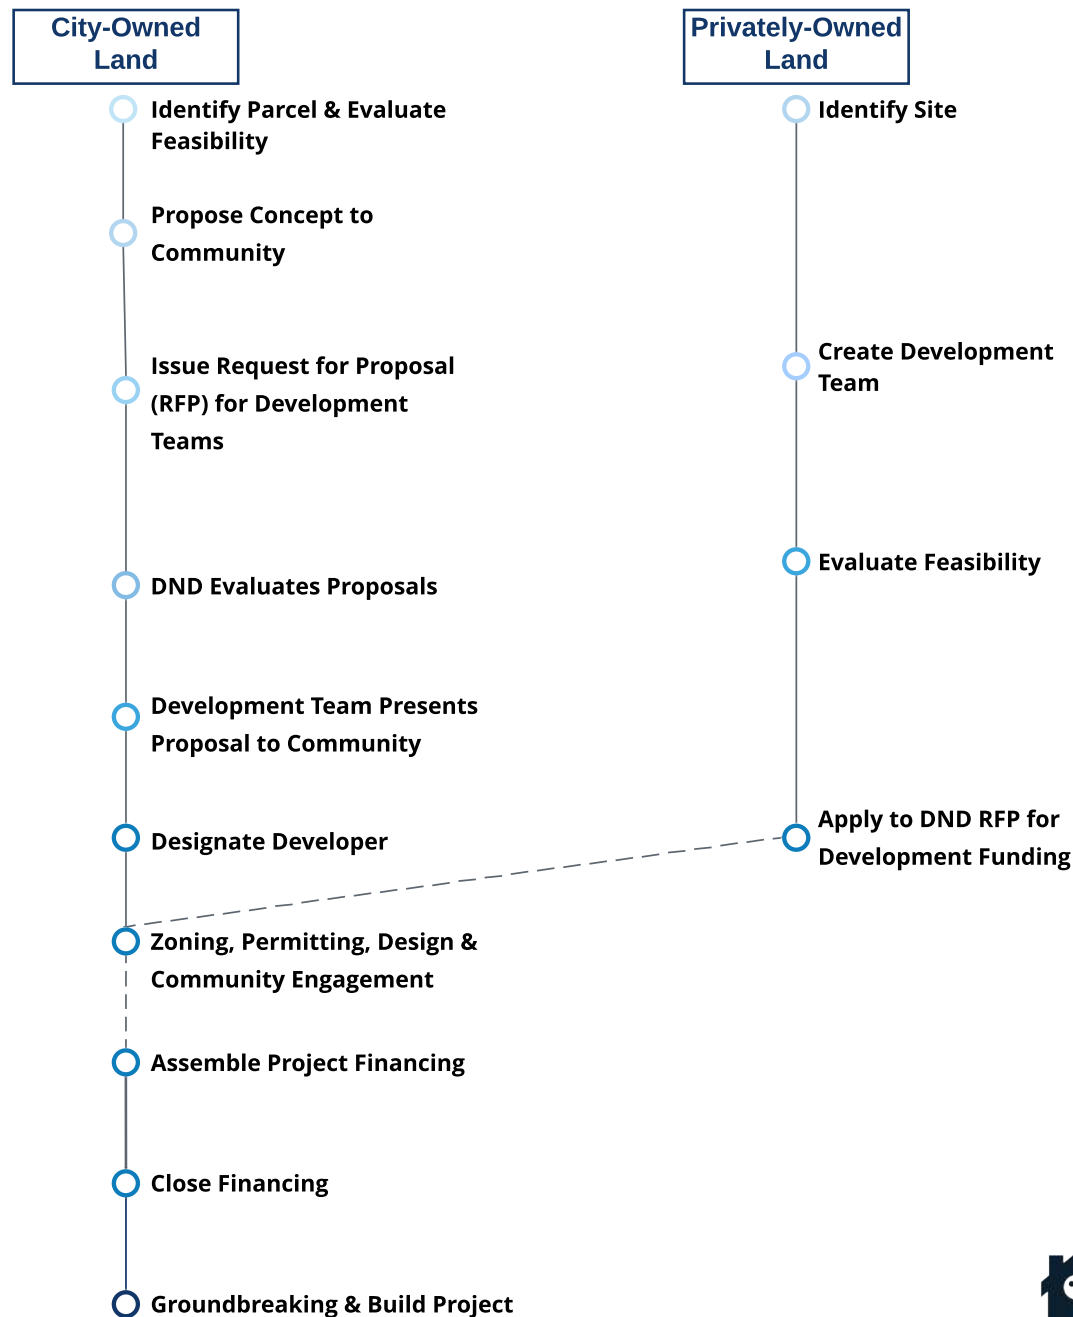 City-Owned
Land
Identify Parcel & Evaluate
Feasibility
Propose Concept to
Community
Issue Request for Proposal
(RFP) for Development
Teams
DND Evaluates Proposals
Development Team Presents
Proposal to Community
Designate Developer
Zoning, Permitting, Design &
Community Engagement
Assemble Project Financing
Close Financing
Groundbreaking & Build Project
Privately-Owned
Land
Identify Site
Create Development
Team
Evaluate Feasibility
Apply to DND RFP for
Development Funding